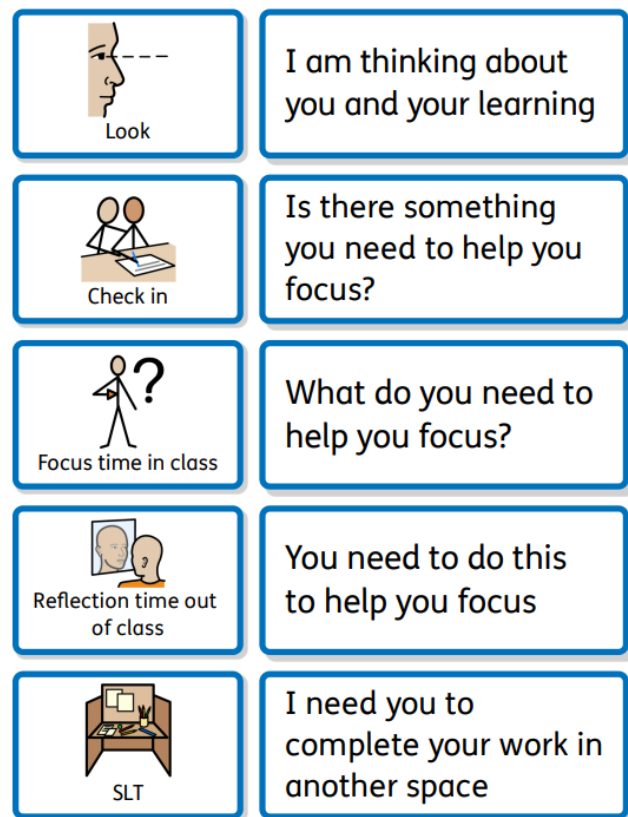 Look
I am thinking about
you and your learning
Check in
Is there something
you need to help you
focus?
?
Focus time in class
What do you need to
help you focus?
Reflection time out
of class
You need to do this
to help you focus
SLT
I need you to
complete your work in
another space